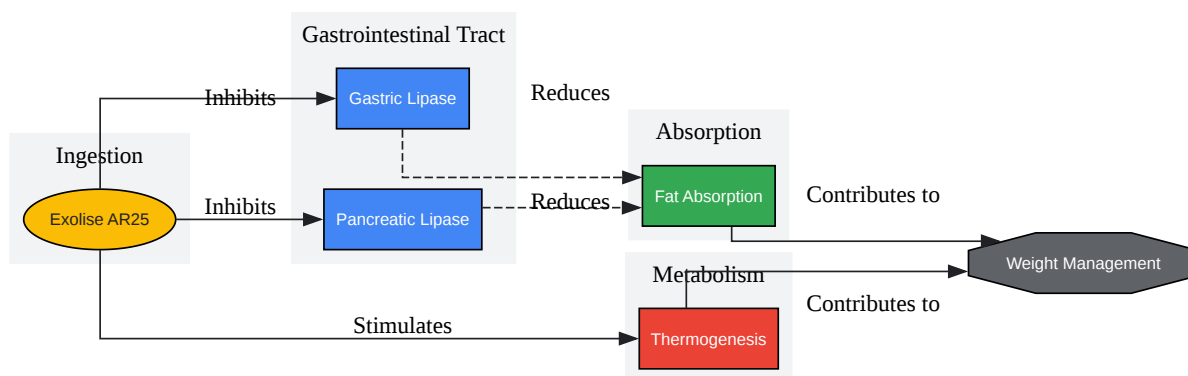 Gastrointestinal Tract
Inhibits
Gastric Lipase
Reduces
Ingestion
Absorption
Exolise AR25
Inhibits
Pancreatic Lipase
Reduces
Fat Absorption
Contributes to
Weight Management
Metabolism
Contributes to
Stimulates
Thermogenesis